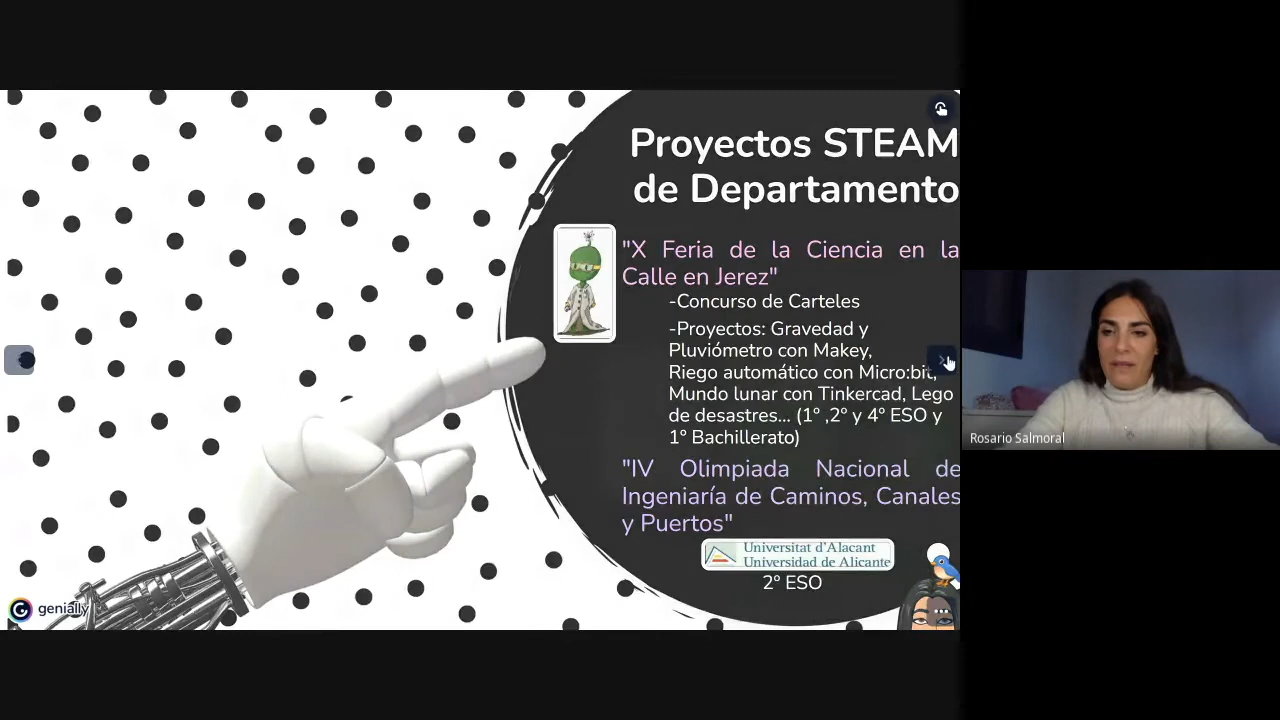 Proyectos STEAM
de Departamento
"X Feria de la Ciencia en la
Calle en Jerez"
-Concurso de Carteles
-Proyectos: Gravedad y
Pluviómetro con Makey,
Riego automático con Micro:bit,
Mundo lunar con Tinkercad, Lego
de desastres... (1º ,2º y 4º ESO y
1º Bachillerato)
"IV Olimpiada Nacional de
Ingeniaría de Caminos, Canales
y Puertos"
Universitat d'Alacant
Universidad de Alicante
2º ESO
genially
Rosario Salmoral